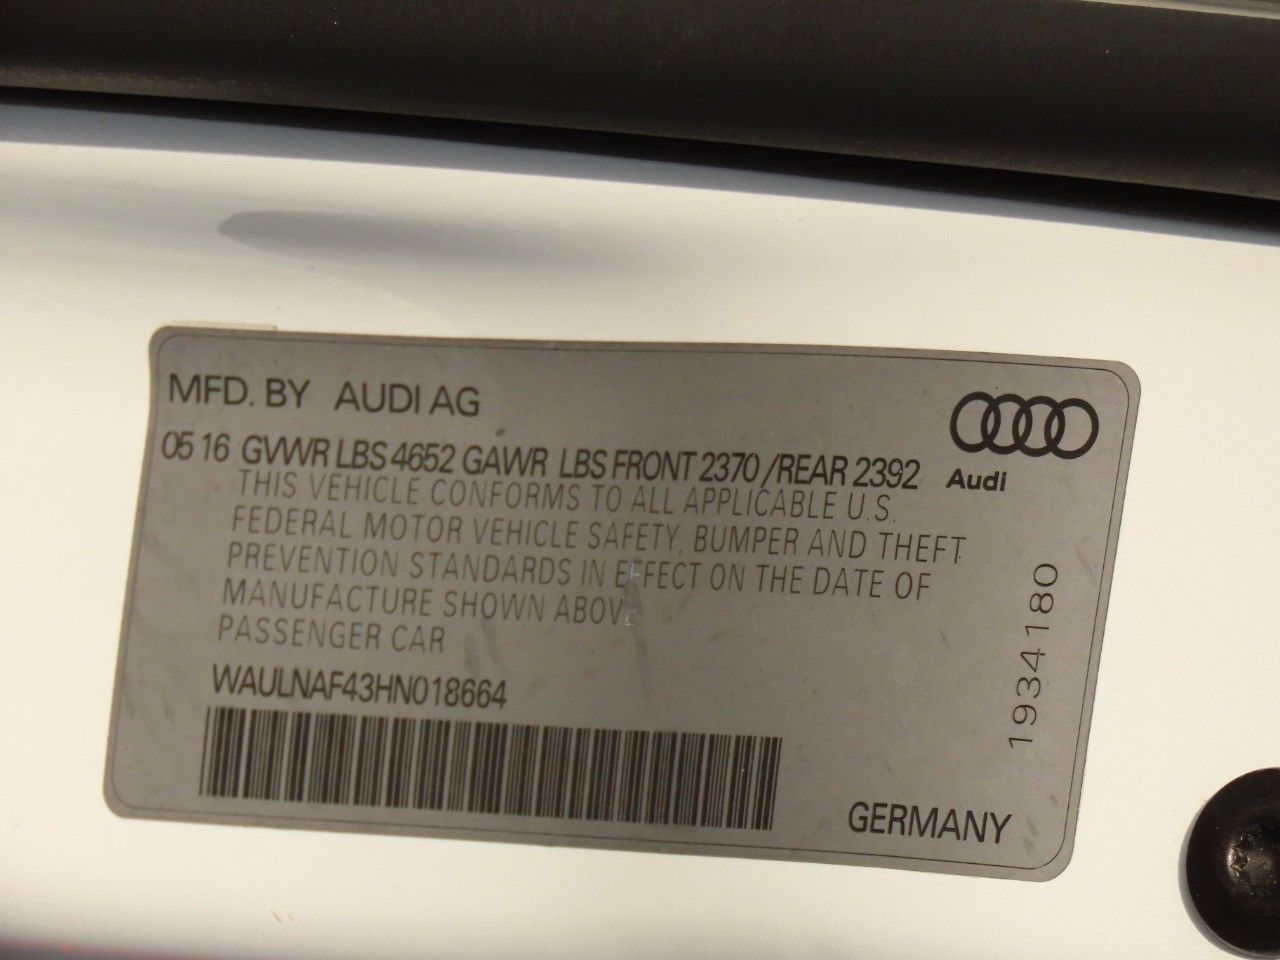 MFD. BY AUDI AG
05 16 GVWR LBS 4652 GAWR LBS FRONT 2370 /REAR 2392
Audi
THIS VEHICLE CONFORMS TO ALL APPLICABLE U.S.
FEDERAL MOTOR VEHICLE SAFETY, BUMPER AND THEFT
PREVENTION STANDARDS IN EFFECT ON THE DATE OF
MANUFACTURE SHOWN ABOVE
PASSENGER CAR
WAULNAF43HN018664
1934180
GERMANY